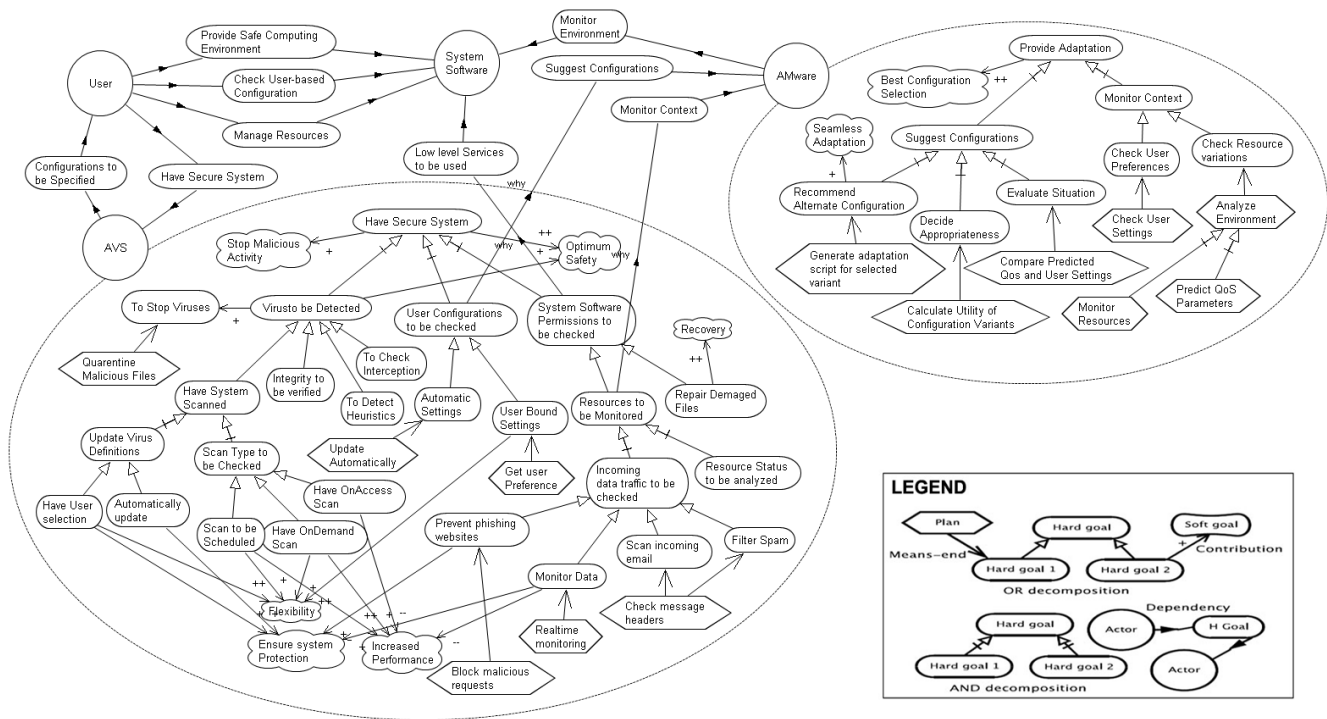 Provide Safe Computing
Environment
User
Check User-based
Configuration
Manage Resources
System
Software
Monitor
Environment
Suggest Configurations
AMware
Monitor Context
Configurations to
be Specified
Have Secure System
Low level Services
to be used
AVS
why
why
why
Provide Adaptation
Best Configuration
Selection
++
Monitor Context
Seamless
Adaptation
Suggest Configurations
Check User
Preferences
Check Resource
variations
+
Recommend
Alternate Configuration
Evaluate Situation
Decide
Appropriateness
Check User
Settings
Analyze
Environment
Generate adaptation
script for selected
variant
Compare Predicted
Qos and User Settings
Calculate Utility of
Configuration Variants
Monitor
Resources
Predict QoS
Parameters
Have Secure System
Stop Malicious
Activity
+
++
+
Optimum
Safety
To Stop Viruses
+
Virusto be Detected
User Configurations
to be checked
System Software
Permissions to
be checked
Recovery
++
Quarentine
Malicious Files
Integrity to
be verified
To Check
Interception
To Detect
Heuristics
Automatic
Settings
User Bound
Settings
Resources to
be Monitored
Repair Damaged
Files
Have System
Scanned
Update Virus
Definitions
Scan Type to
be Checked
Update
Automatically
Get user
Preference
Incoming
data traffic to be
checked
Resource Status
to be analyzed
Have User
selection
Automatically
update
Have OnAccess
Scan
Scan to be
Scheduled
Have OnDemand
Scan
Prevent phishing
websites
Scan incoming
email
Filter Spam
Monitor Data
++
+
+
++
Flexibility
+
+
++
+
--
Ensure system
Protection
+
+
Increased
Performance
--
Realtime
monitoring
Check message
headers
Block malicious
requests
LEGEND
Plan
Hard goal
Soft goal
+
Means-end
Contribution
Hard goal 1
Hard goal 2
OR decomposition
Dependency
Hard goal
Actor
H Goal
Hard goal 1
Hard goal 2
Actor
AND decomposition